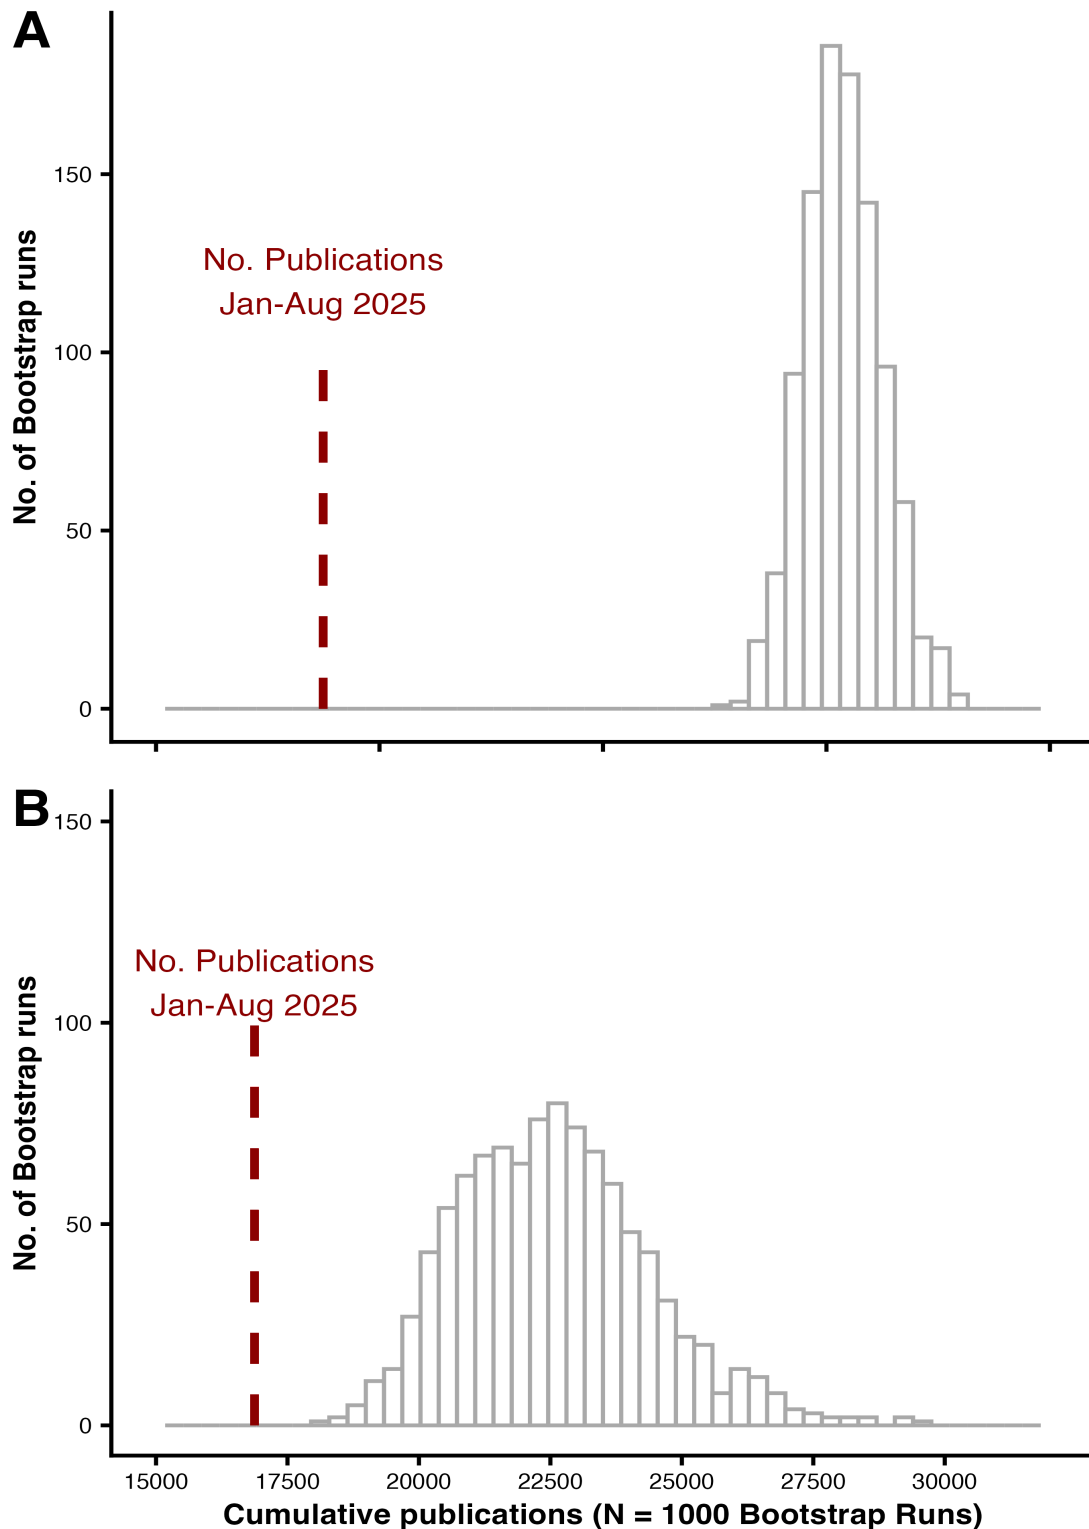 A
150
100
50
0
No. of Bootstrap runs
No. Publications
Jan-Aug 2025
B
150
100
50
0
No. of Bootstrap runs
No. Publications
Jan-Aug 2025
15000 17500 20000 22500 25000 27500 30000
Cumulative publications (N = 1000 Bootstrap Runs)